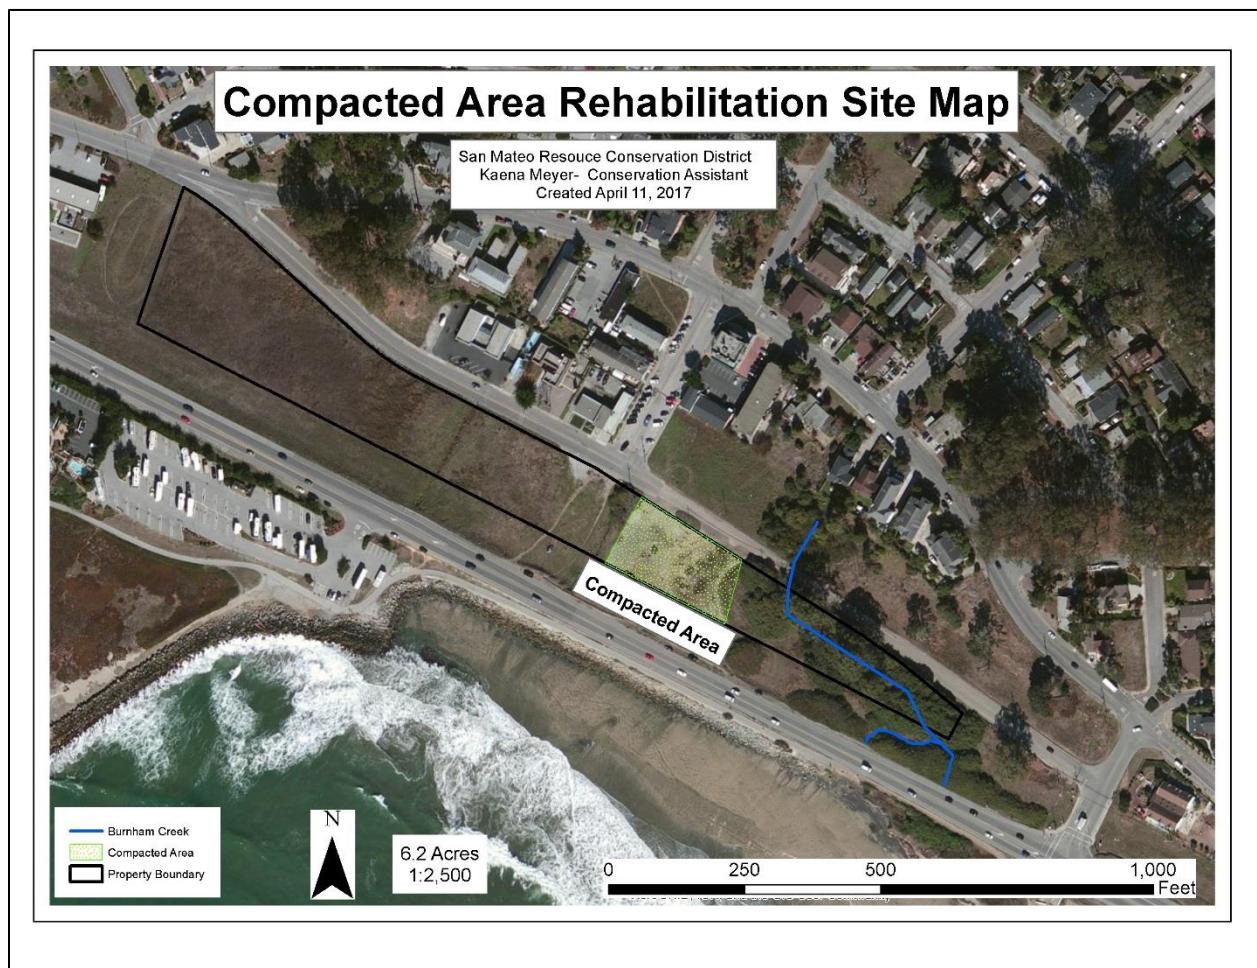 Compacted Area Rehabilitation Site Map
San Mateo Resouce Conservation District
Kaena Meyer- Conservation Assistant
Created April 11, 2017
Compacted Area
Burnham Creek
Compacted Area
Property Boundary
N
6.2 Acres
1:2,500
0 250 500 1,000
Feet